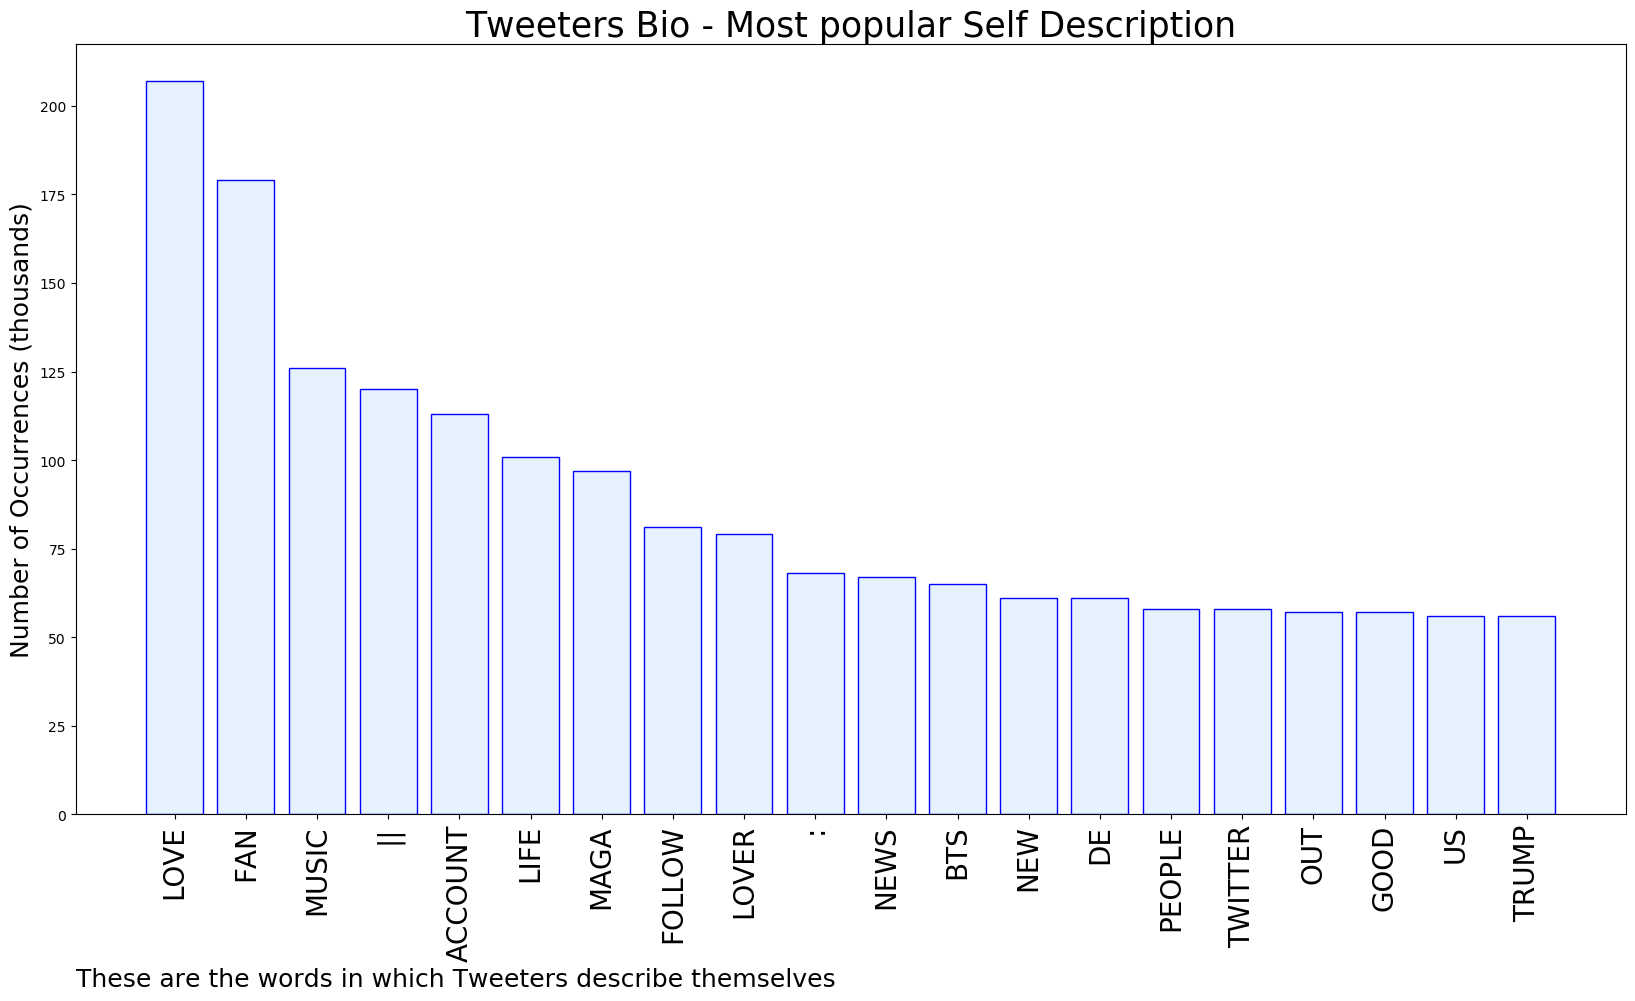 Tweeters Bio - Most popular Self Description
Number of Occurrences (thousands)
200
175
150
125
100
75
50
25
0
LOVE
FAN
MUSIC
||
ACCOUNT
LIFE
MAGA
FOLLOW
LOVER
:
NEWS
BTS
NEW
DE
PEOPLE
TWITTER
OUT
GOOD
US
TRUMP
These are the words in which Tweeters describe themselves